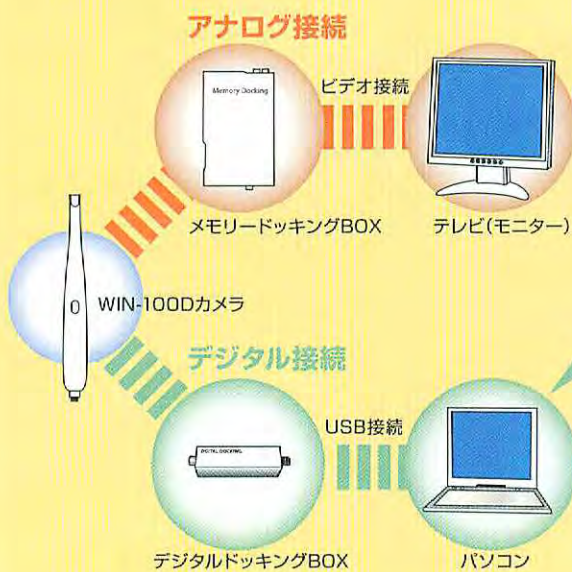 アナログ接続
Memory Docking
ビデオ接続
メモリードッキングBOX
テレビ(モニター)
WIN-100Dカメラ
デジタル接続
DIGITAL DOCKING
USB接続
デジタルドッキングBOX
パソコン